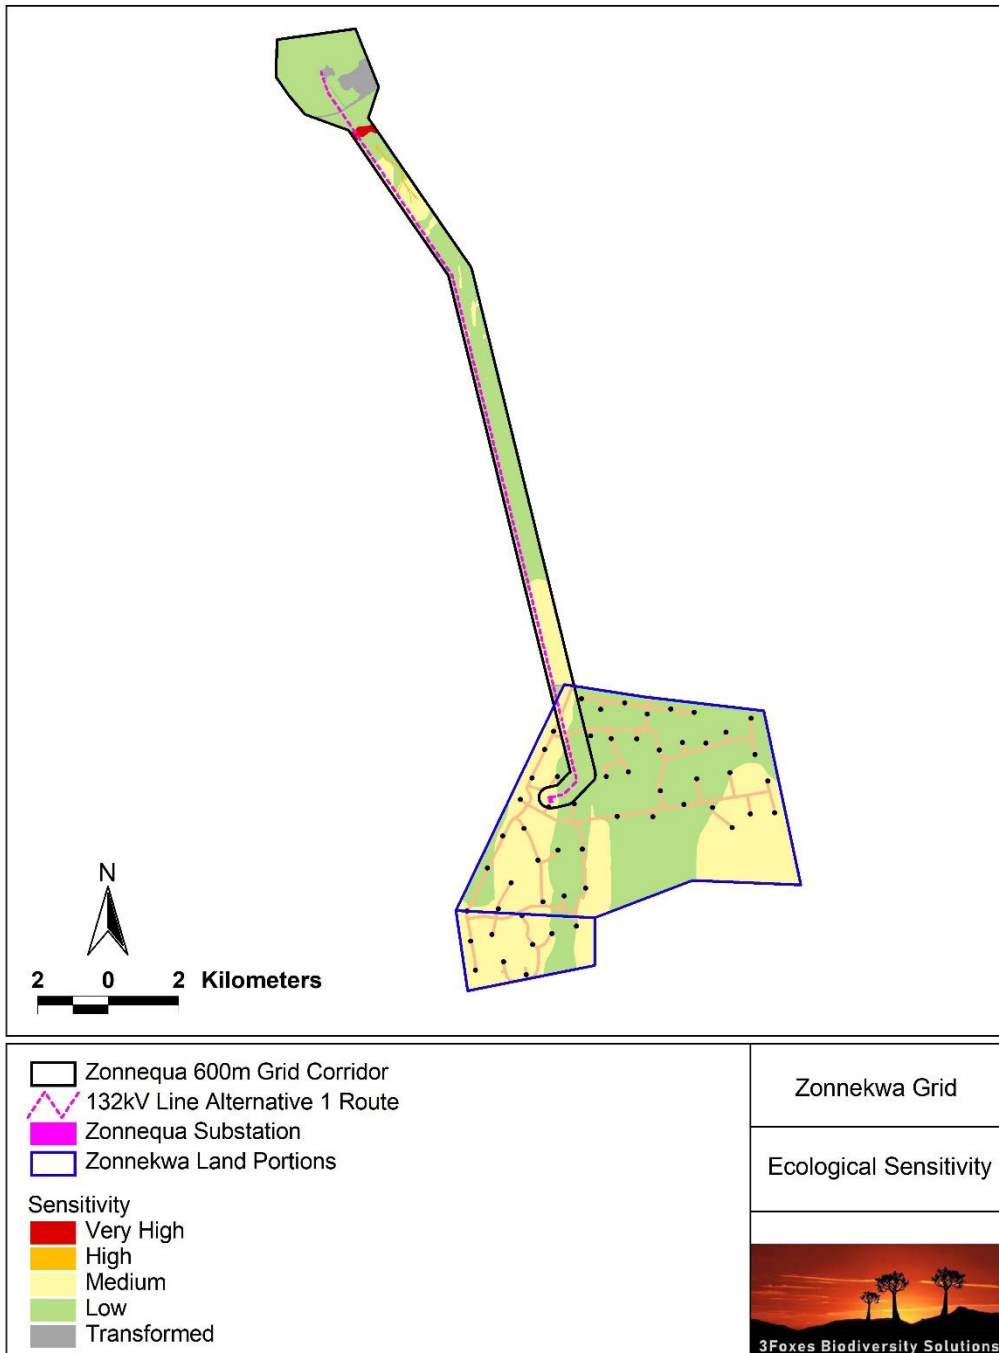 N
2 0 2 Kilometers
Zonnequa 600m Grid Corridor
132kV Line Alternative 1 Route
Zonnequa Substation
Zonnekwa Land Portions
Sensitivity
Very High
High
Medium
Low
Transformed
Zonnekwa Grid
Ecological Sensitivity
3Foxes Biodiversity Solutions